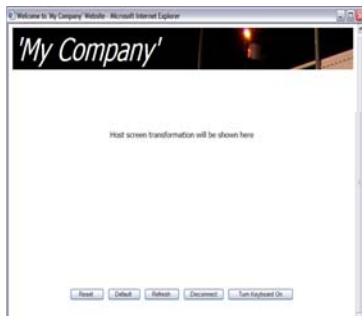 Welcome to 'My Company' Website - Microsoft Internet Explorer
'My Company'
Host screen transformation will be shown here
Reset Default Refresh Disconnect Turn Keyboard On